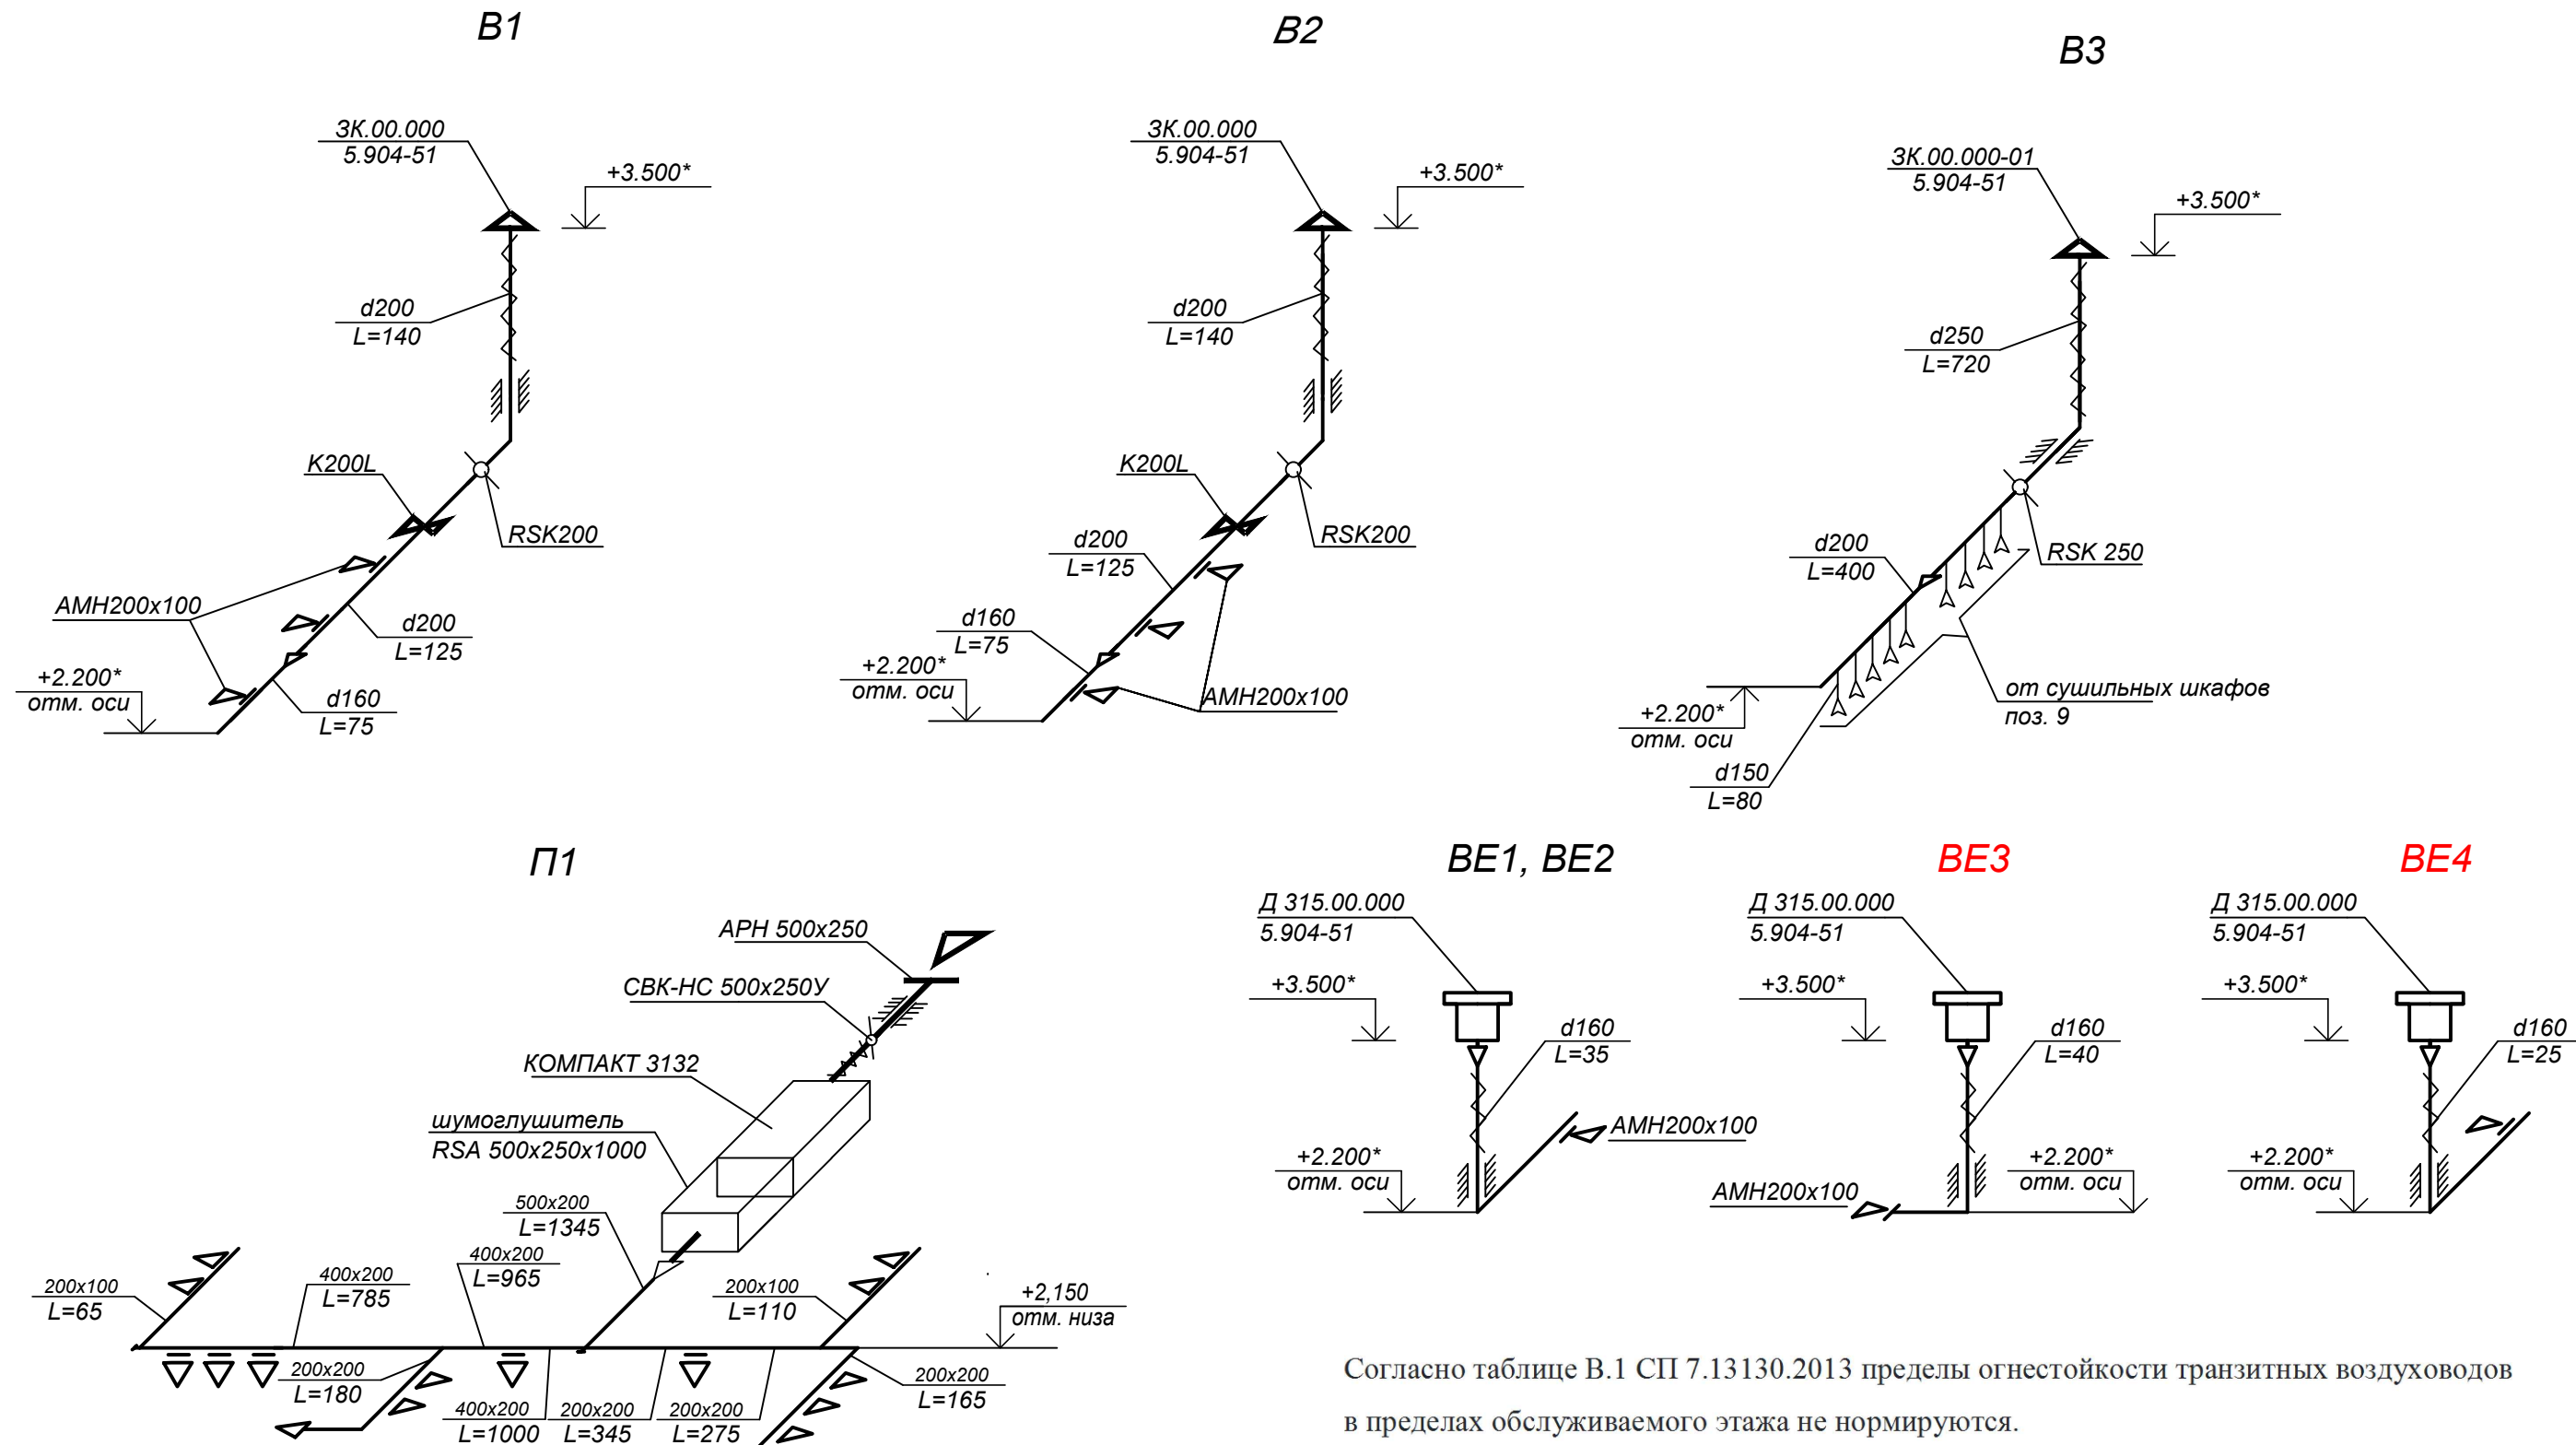 В1
ЗК.00.000
5.904-51
+3.500*
d200
L=140
K200L
RSK200
АМН200х100
d200
L=125
+2.200*
отм. оси
d160
L=75
В2
ЗК.00.000
5.904-51
+3.500*
d200
L=140
K200L
RSK200
d200
L=125
d160
L=75
+2.200*
отм. оси
АМН200х100
В3
ЗК.00.000-01
5.904-51
+3.500*
d250
L=720
d200
L=400
RSK 250
от сушильных шкафов
поз. 9
+2.200*
отм. оси
d150
L=80
П1
АРН 500х250
СВК-НС 500х250У
КОМПАКТ 3132
шумоглушитель
RSA 500х250х1000
500х200
L=1345
400х200
L=965
400х200
L=785
200х100
L=65
200х100
L=110
+2,150
отм. низа
200х200
L=180
400х200
L=1000
200х200
L=345
200х200
L=275
200х200
L=165
ВЕ1, ВЕ2
Д 315.00.000
5.904-51
+3.500*
d160
L=35
АМН200х100
+2.200*
отм. оси
ВЕ3
Д 315.00.000
5.904-51
+3.500*
d160
L=40
+2.200*
отм. оси
АМН200х100
ВЕ4
Д 315.00.000
5.904-51
+3.500*
d160
L=25
+2.200*
отм. оси
Согласно таблице В.1 СП 7.13130.2013 пределы огнестойкости транзитных воздуховодов
в пределах обслуживаемого этажа не нормируются.